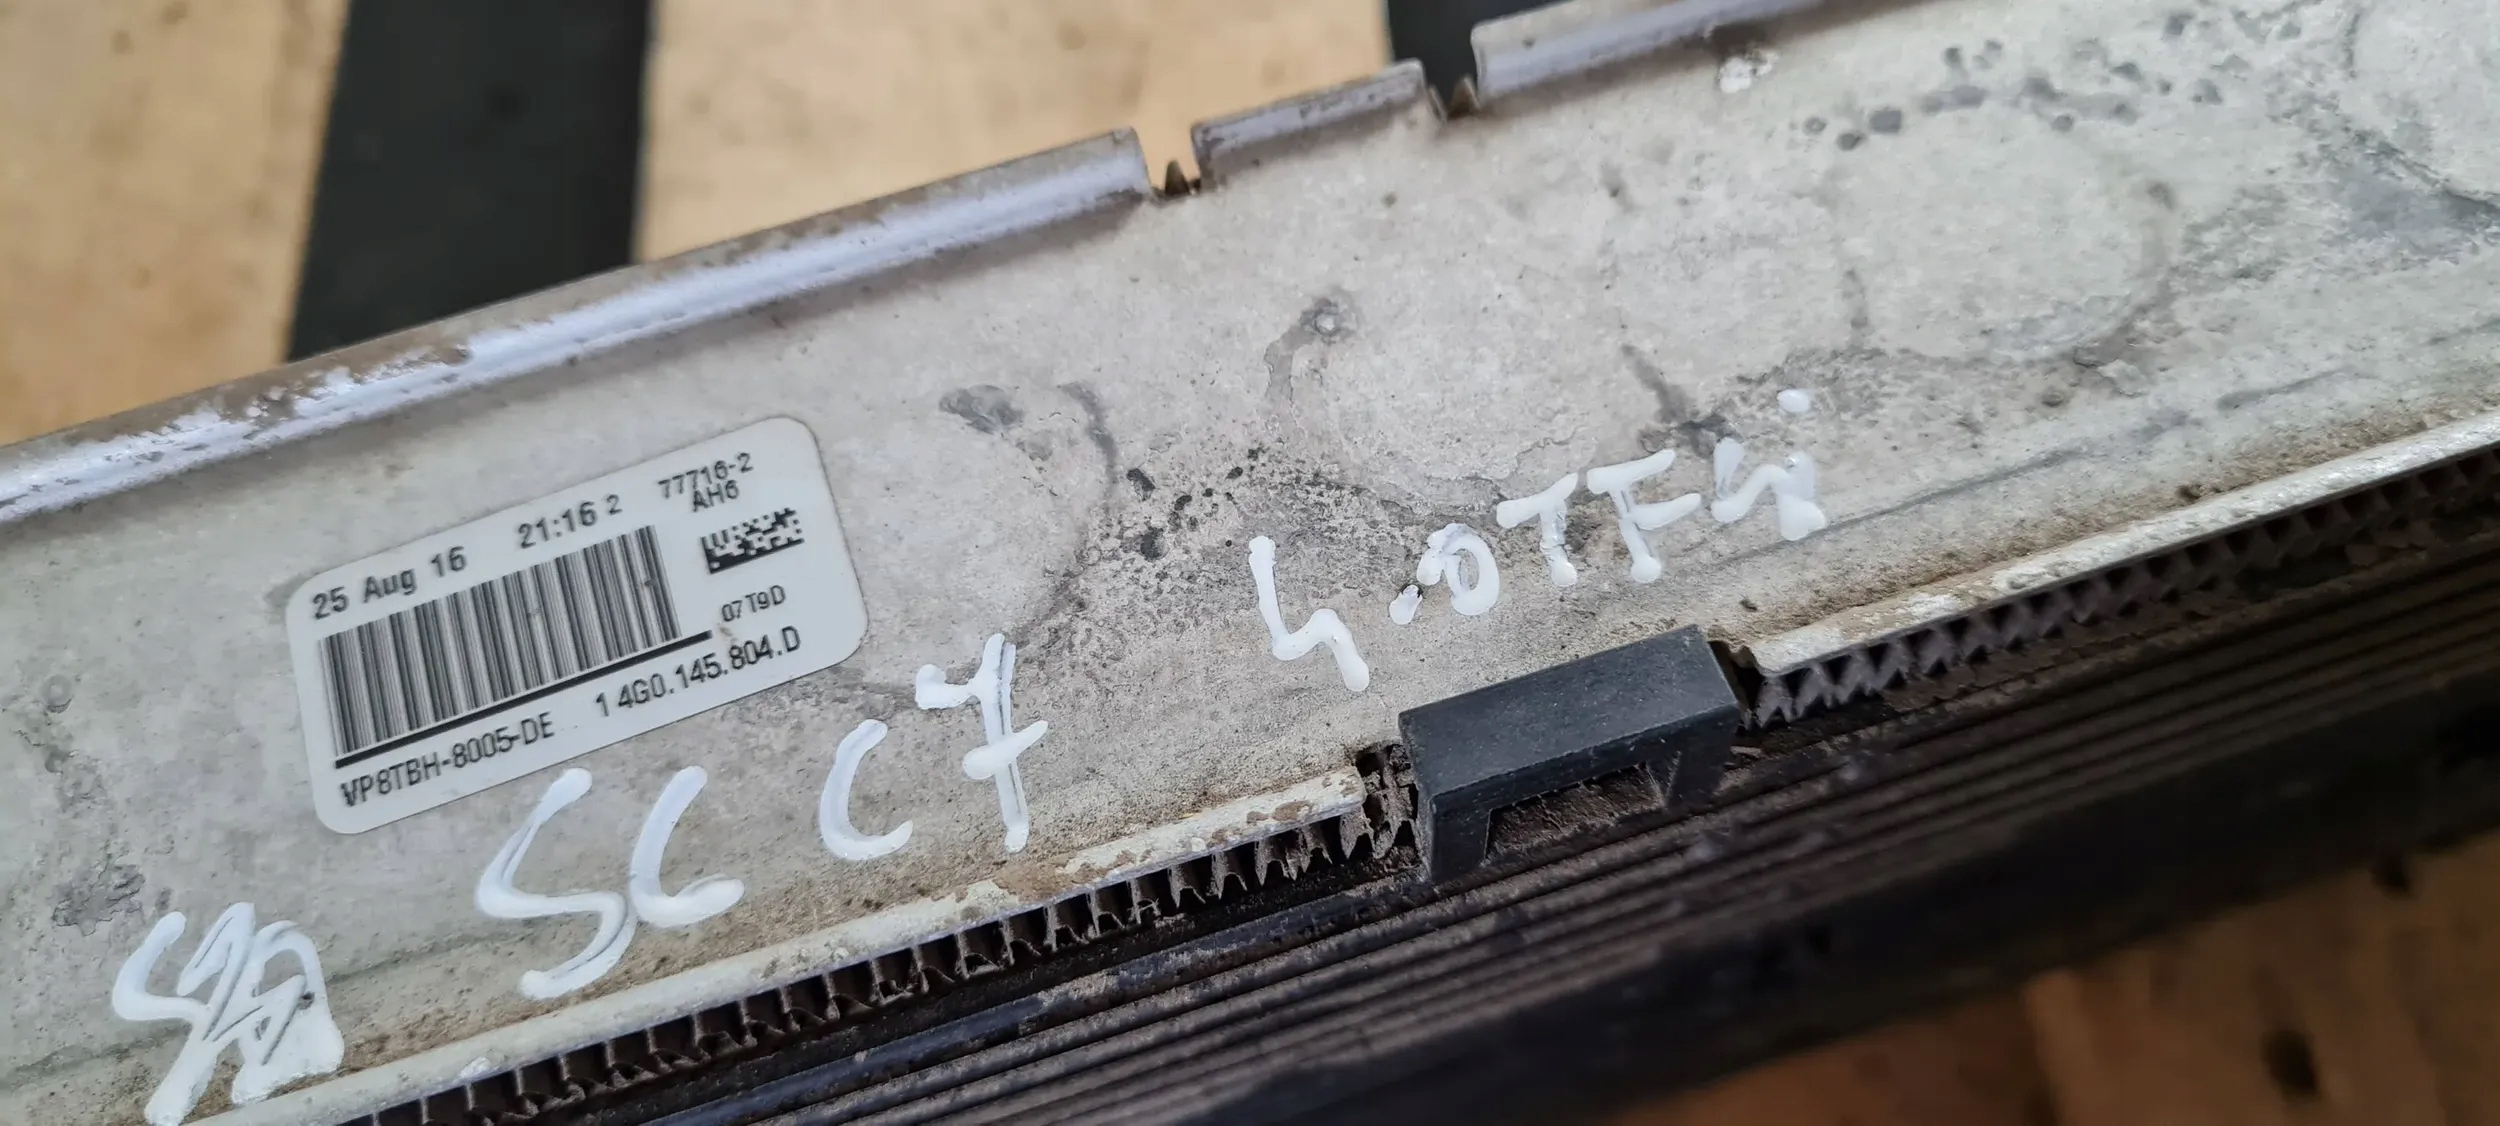 25 Aug 16 21:16 2 77716-2
AH6
07T9D
VP8TBH-8005-DE 1 4G0.145.804.D
S6 C7 4.0TFSi